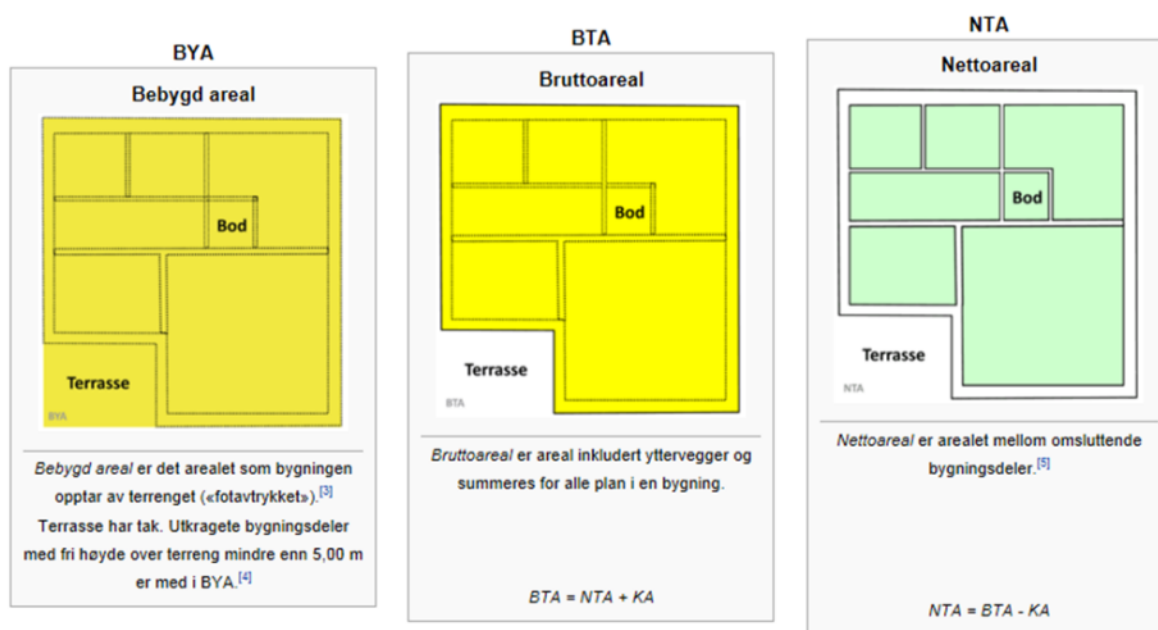 BYA
Bebygd areal
Bod
Terrasse
BYA
Bebygd areal er det arealet som bygningen
opptar av terrenget («fotavtrykket»).[3]
Terrasse har tak. Utkragete bygningsdeler
med fri høyde over terreng mindre enn 5,00 m
er med i BYA.[4]
BTA
Bruttoareal
Bod
Terrasse
BTA
Bruttoareal er areal inkludert yttervegger og
summeres for alle plan i en bygning.
BTA = NTA + KA
NTA
Nettoareal
Bod
Terrasse
NTA
Nettoareal er arealet mellom omsluttende
bygningsdeler.[5]
NTA = BTA - KA